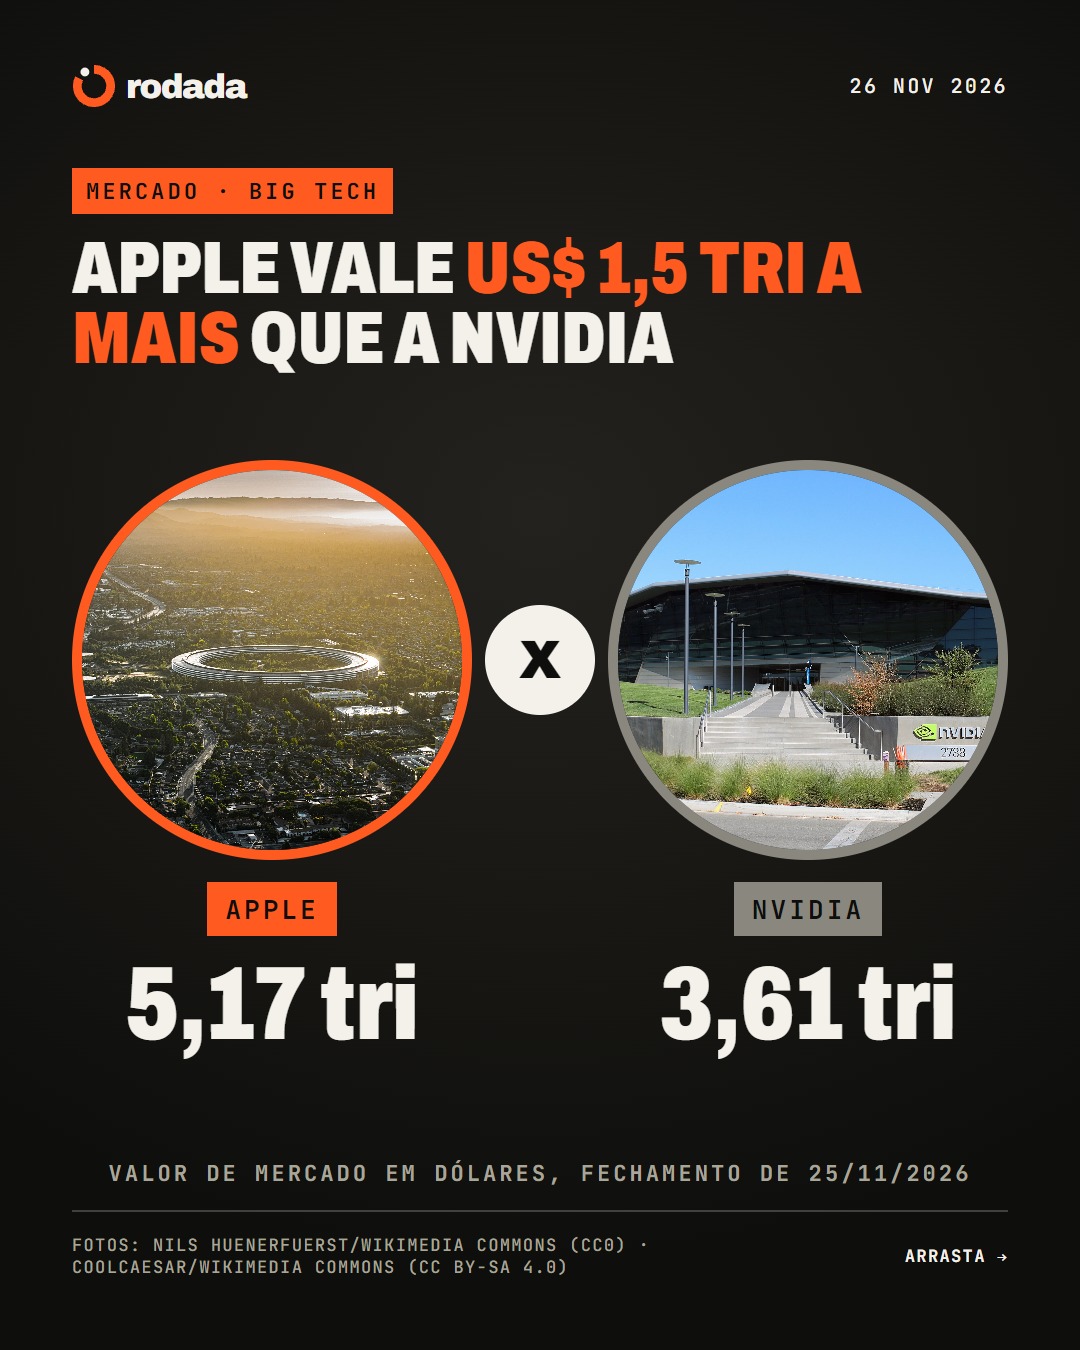 rodada
26 NOV 2026
MERCADO · BIG TECH
APPLE VALE US$ 1,5 TRI A
MAIS QUE A NVIDIA
X
NVIDIA
2788
APPLE
NVIDIA
5,17 tri
3,61 tri
VALOR DE MERCADO EM DÓLARES, FECHAMENTO DE 25/11/2026
FOTOS: NILS HUENERFUERST/WIKIMEDIA COMMONS (CC0) ·
COOLCAESAR/WIKIMEDIA COMMONS (CC BY-SA 4.0)
ARRASTA →